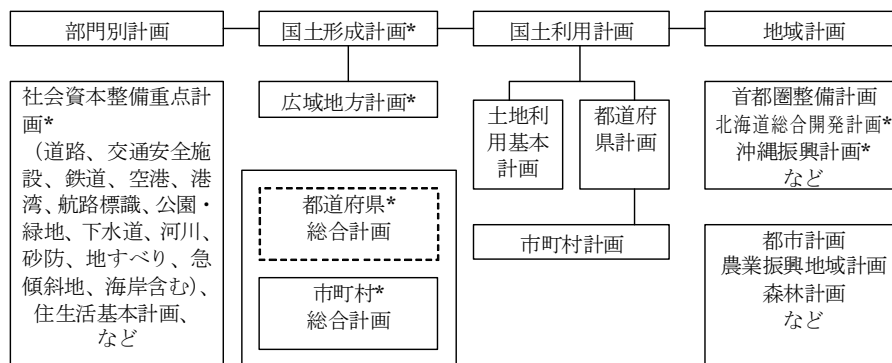 部門別計画
国土形成計画*
国土利用計画
地域計画
社会資本整備重点計
画*
(道路、交通安全施
設、鉄道、空港、港
湾、航路標識、公園・
緑地、下水道、河川、
砂防、地すべり、急
傾斜地、海岸含む)、
住生活基本計画、
など
広域地方計画*
都道府県*
総合計画
市町村*
総合計画
土地利
用基本
計画
都道府
県計画
市町村計画
首都圏整備計画
北海道総合開発計画*
沖縄振興計画*
など
都市計画
農業振興地域計画
森林計画
など